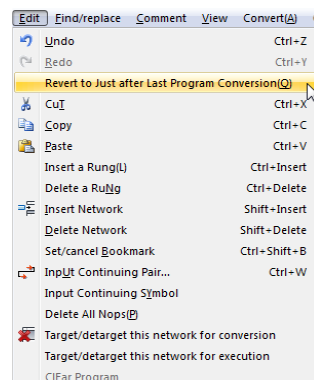 Edit Find/replace Comment View Convert(A)
Undo Ctrl+Z
Redo Ctrl+Y
Revert to Just after Last Program Conversion(Q)
CuT Ctrl+X
Copy Ctrl+C
Paste Ctrl+V
Insert a Rung(L) Ctrl+Insert
Delete a RuNg Ctrl+Delete
Insert Network Shift+Insert
Delete Network Shift+Delete
Set/cancel Bookmark Ctrl+Shift+B
InpUt Continuing Pair... Ctrl+W
Input Continuing SYmbol
Delete All Nops(P)
Target/detarget this network for conversion
Target/detarget this network for execution
ClEar Program